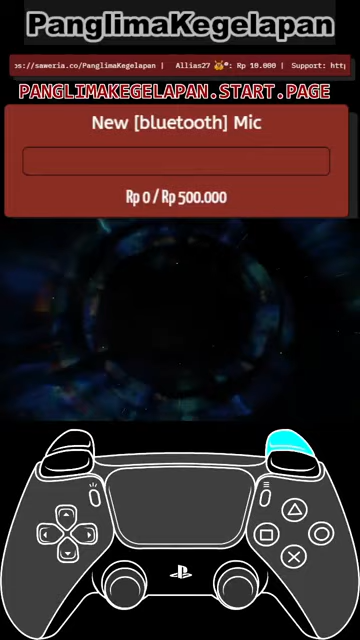 PanglimaKegelapan
ps://saweria.co/PanglimaKegelapan | Allias27: Rp 10.000 | Support: http
PANGLIMAKEGELAPAN.START.PAGE
New [bluetooth] Mic
Rp 0 / Rp 500.000